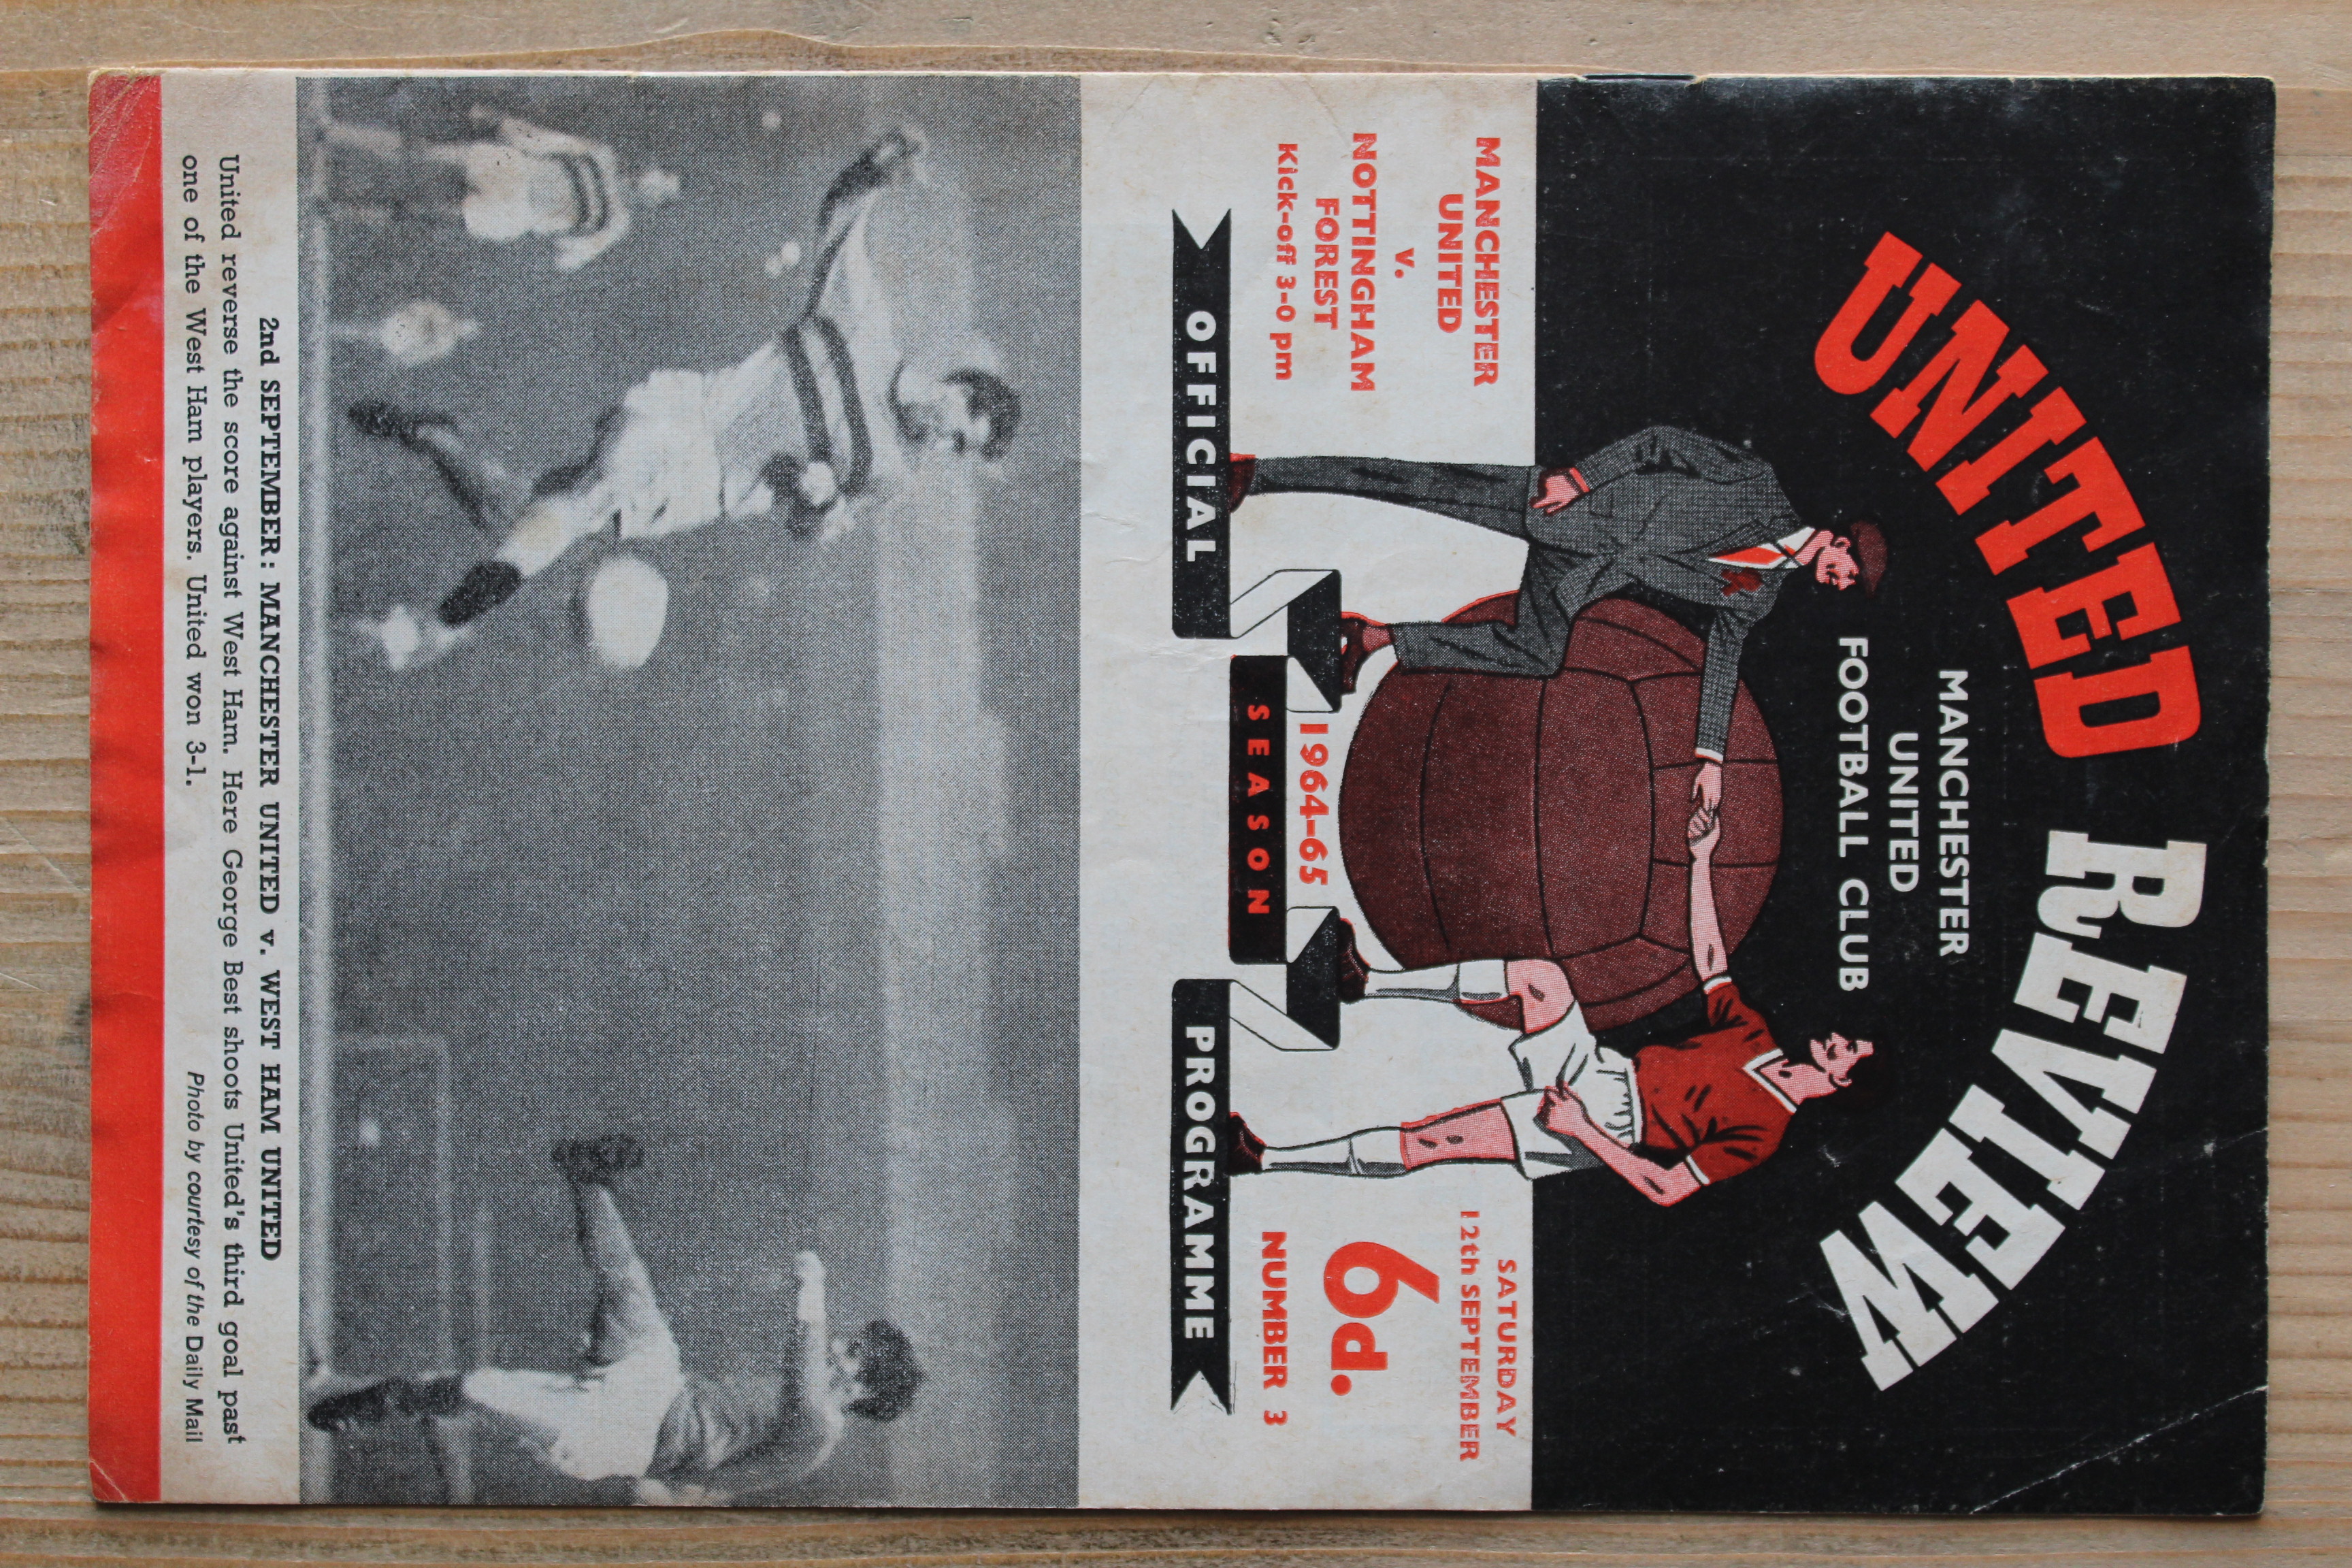 UNITED REVIEW
MANCHESTER
UNITED
FOOTBALL CLUB
MANCHESTER
UNITED
v.
NOTTINGHAM
FOREST
Kick-off 3-0 pm
SATURDAY
12th SEPTEMBER
6d.
NUMBER 3
1964-65
SEASON
OFFICIAL
PROGRAMME
2nd SEPTEMBER: MANCHESTER UNITED v. WEST HAM UNITED
United reverse the score against West Ham. Here George Best shoots United's third goal past
one of the West Ham players. United won 3-1.
Photo by courtesy of the Daily Mail